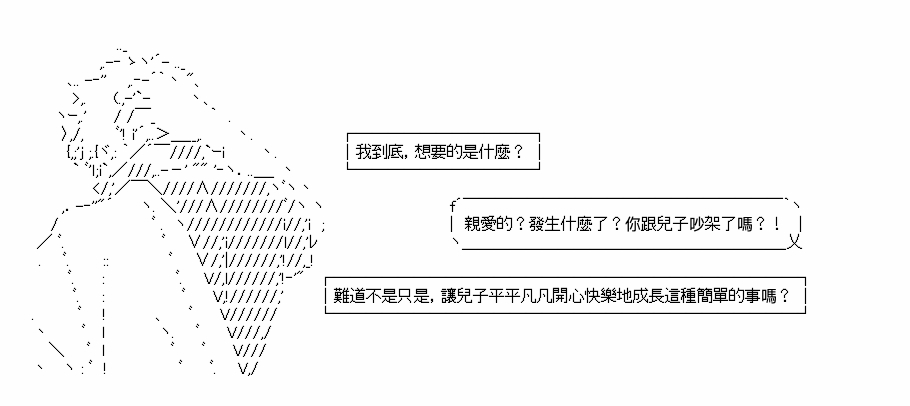 我到底，想要的是什麼？
親愛的？發生什麼了？你跟兒子吵架了嗎？！
難道不是只是，讓兒子平平凡凡開心快樂地成長這種簡單的事嗎？